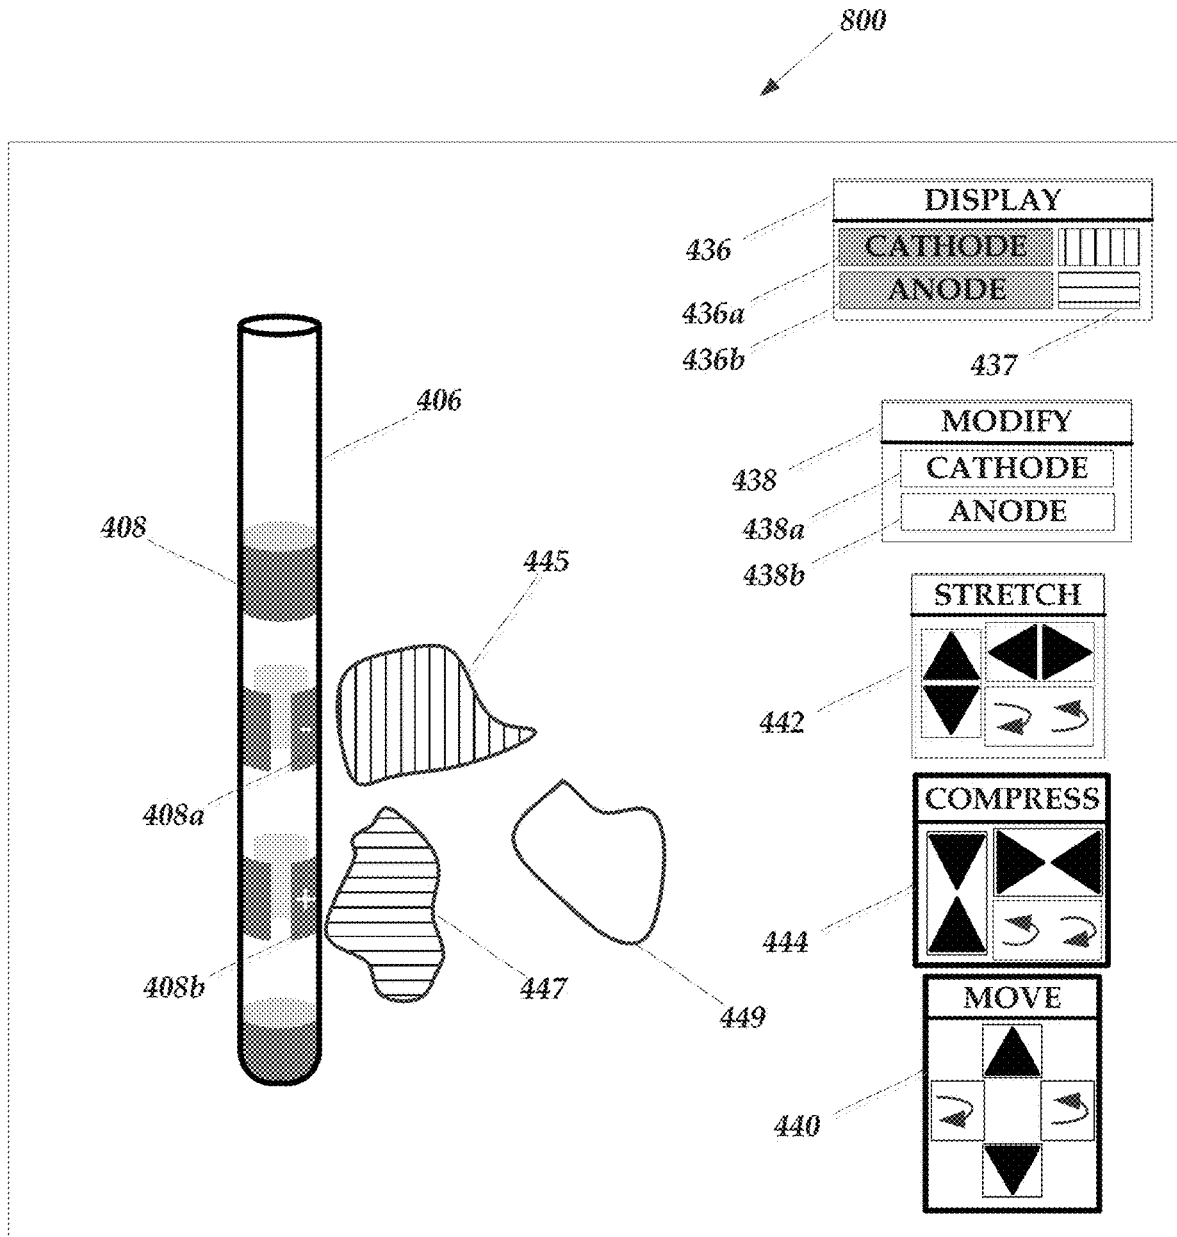 800
DISPLAY
436
CATHODE
ANODE
436a
436b
437
406
MODIFY
438
CATHODE
438a
ANODE
408
438b
445
STRETCH
442
-
COMPRESS
408a
+
444
408b
447
MOVE
449
440